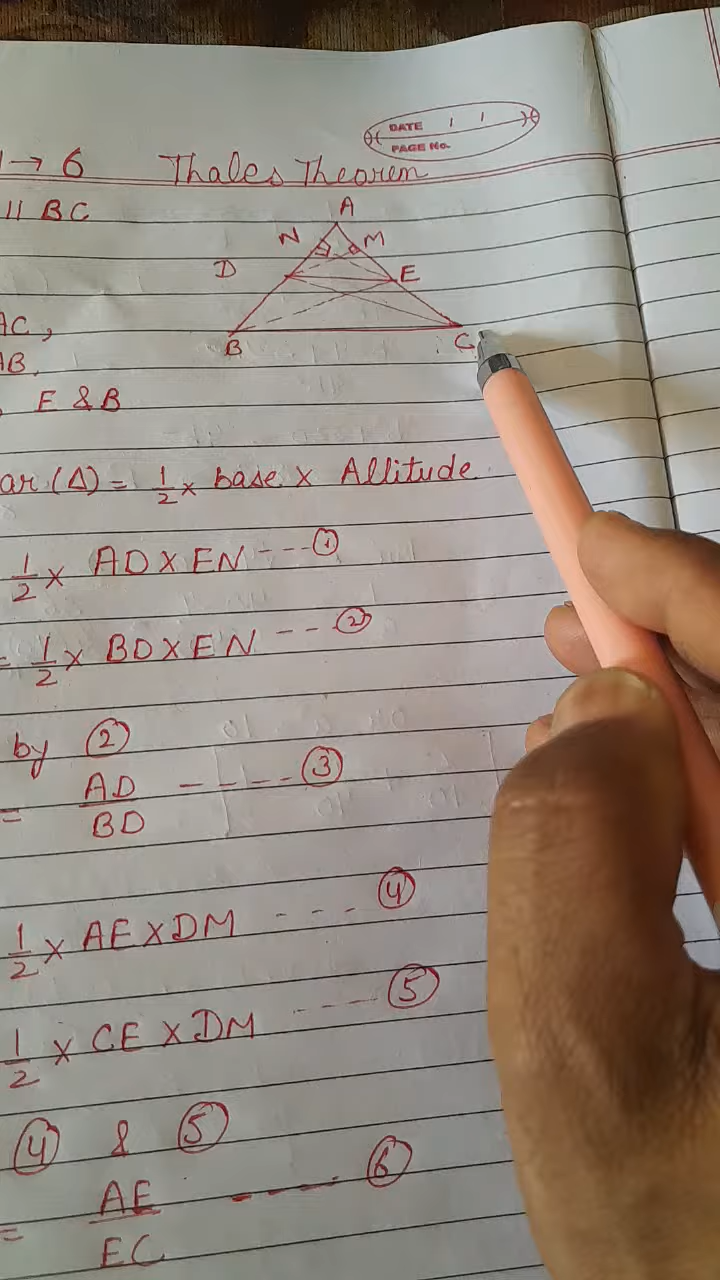 DATE
PAGE No.
→ 6 Thales Theorem
|| BC
A
N M
D E
B C
AC,
AB.
E & B
ar (Δ) = 1/2 × base × Allitude
1/2 × AD × EN --- ①
= 1/2 × BD × EN --- ②
by ②
= AD/BD ---- ③
1/2 × AE × DM --- ④
1/2 × CE × DM ---- ⑤
④ & ⑤
= AE/EC ---- ⑥